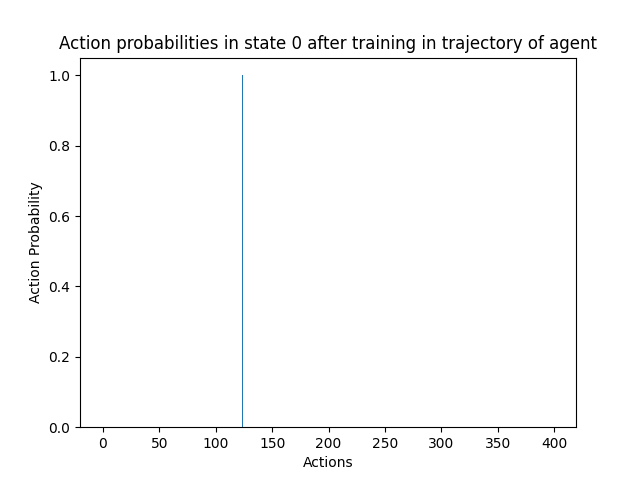 Action probabilities in state 0 after training in trajectory of agent
1.0
0.8
0.6
0.4
0.2
0.0
Action Probability
0 50 100 150 200 250 300 350 400
Actions